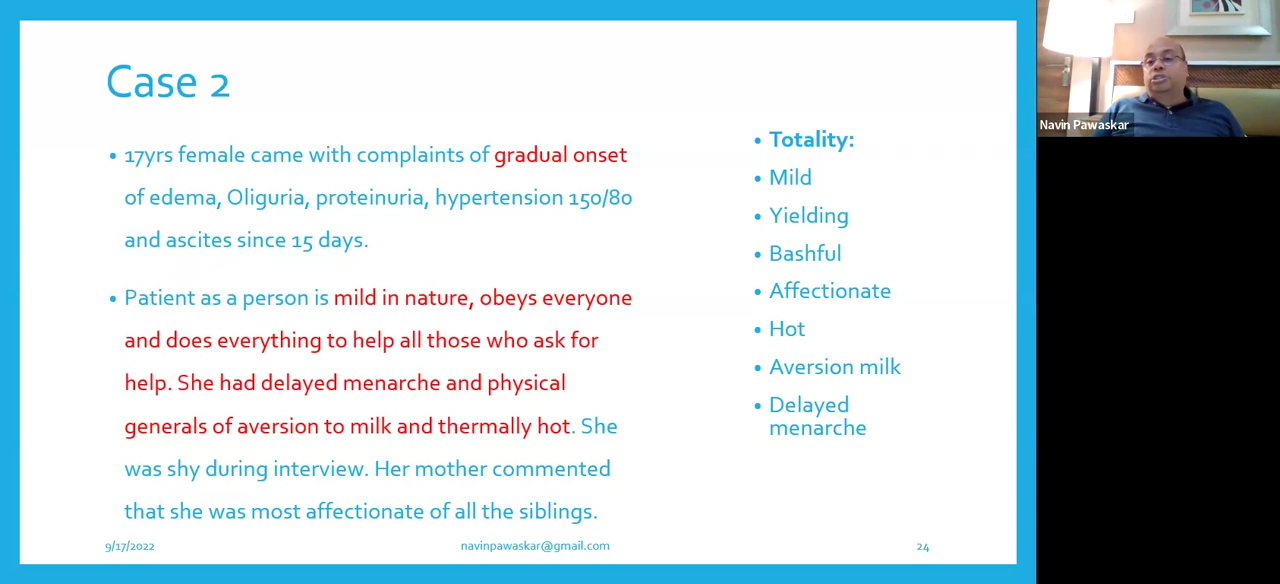 Case 2
• 17yrs female came with complaints of gradual onset
of edema, Oliguria, proteinuria, hypertension 150/80
and ascites since 15 days.
• Patient as a person is mild in nature, obeys everyone
and does everything to help all those who ask for
help. She had delayed menarche and physical
generals of aversion to milk and thermally hot. She
was shy during interview. Her mother commented
that she was most affectionate of all the siblings.
• Totality:
• Mild
• Yielding
• Bashful
• Affectionate
• Hot
• Aversion milk
• Delayed
menarche
9/17/2022
navinpawaskar@gmail.com
24
Navin Pawaskar